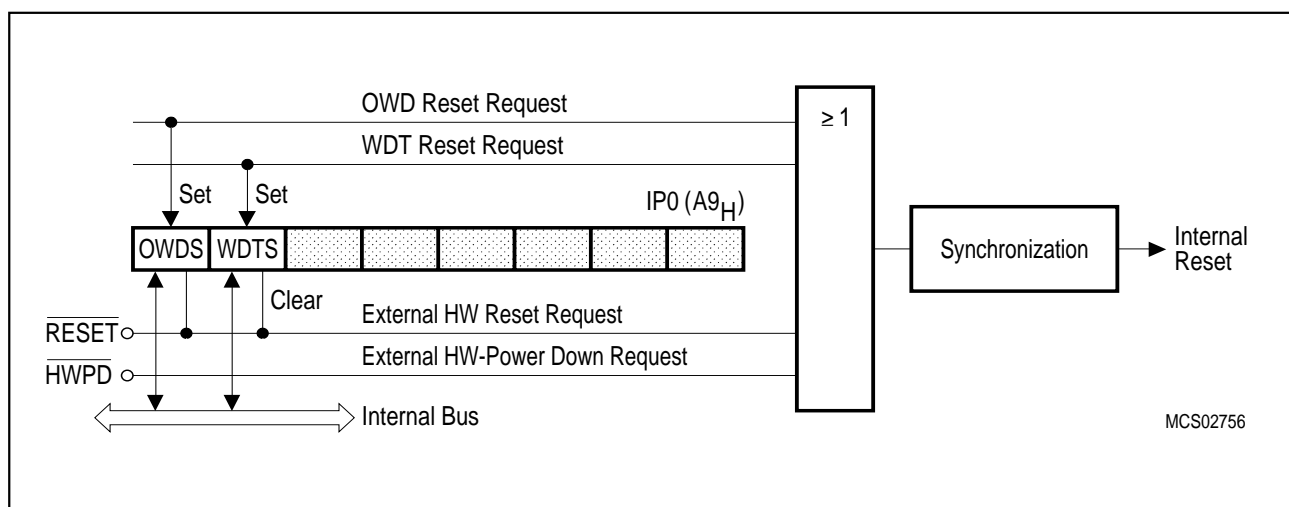 OWD Reset Request
≥ 1
WDT Reset Request
Set
Set
IP0 (A9H)
OWDS
WDTS
Synchronization
Internal
Reset
Clear
RESET
External HW Reset Request
HWPD
External HW-Power Down Request
Internal Bus
MCS02756